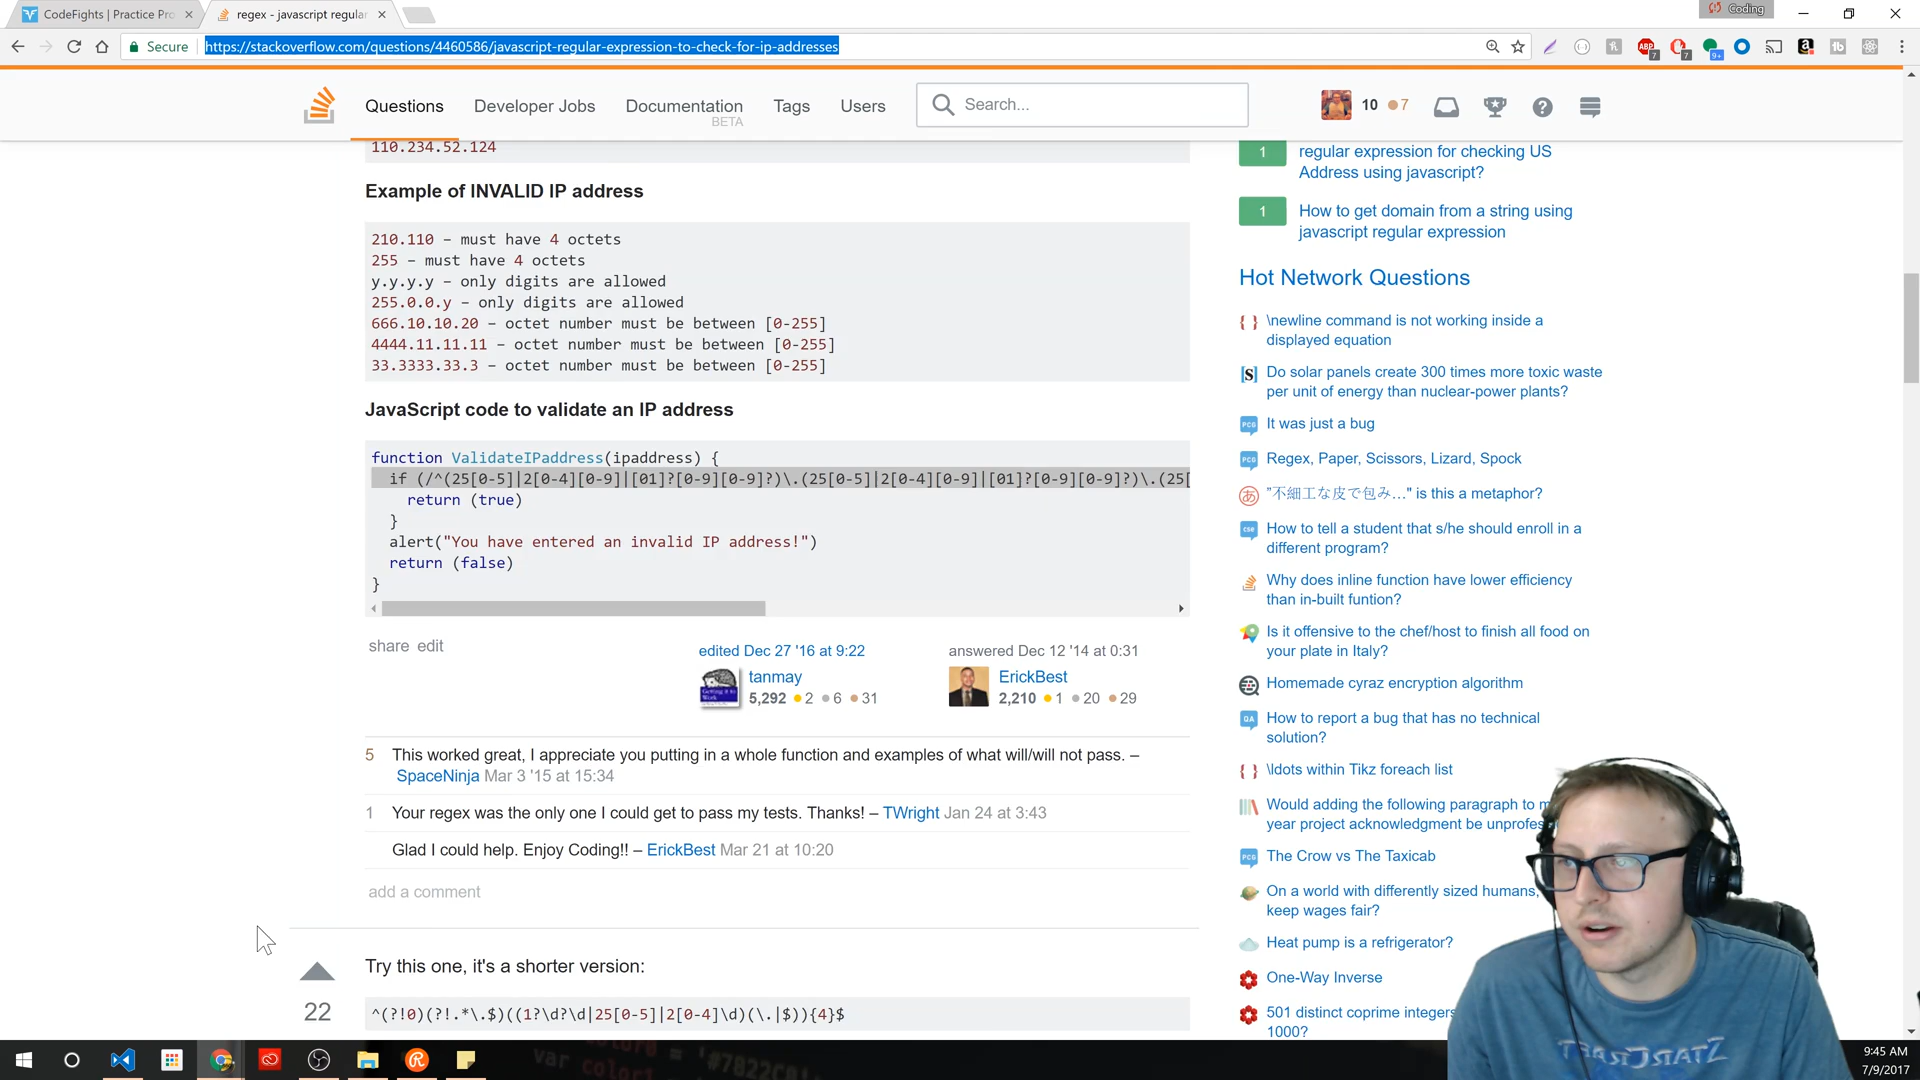 CodeFights | Practice Pro
regex - javascript regular
Coding
Secure
https://stackoverflow.com/questions/4460586/javascript-regular-expression-to-check-for-ip-addresses
Questions
Developer Jobs
Documentation
BETA
Tags
Users
Search...
10
7
110.234.52.124
Example of INVALID IP address
210.110 – must have 4 octets
255 – must have 4 octets
y.y.y.y – only digits are allowed
255.0.0.y – only digits are allowed
666.10.10.20 – octet number must be between [0-255]
4444.11.11.11 – octet number must be between [0-255]
33.3333.33.3 – octet number must be between [0-255]
JavaScript code to validate an IP address
function ValidateIPaddress(ipaddress) {
if (/^(25[0-5]|2[0-4][0-9]|[01]?[0-9][0-9]?)\.(25[0-5]|2[0-4][0-9]|[01]?[0-9][0-9]?)\.(25[
return (true)
}
alert("You have entered an invalid IP address!")
return (false)
}
share edit
edited Dec 27 '16 at 9:22
tanmay
5,292 2 6 31
answered Dec 12 '14 at 0:31
ErickBest
2,210 1 20 29
5 This worked great, I appreciate you putting in a whole function and examples of what will/will not pass. –
SpaceNinja Mar 3 '15 at 15:34
1 Your regex was the only one I could get to pass my tests. Thanks! – TWright Jan 24 at 3:43
Glad I could help. Enjoy Coding!! – ErickBest Mar 21 at 10:20
add a comment
22
Try this one, it's a shorter version:
^(?!0)(?!.*\.$)((1?\d?\d|25[0-5]|2[0-4]\d)(\.|$)){4}$
1 regular expression for checking US
Address using javascript?
1 How to get domain from a string using
javascript regular expression
Hot Network Questions
\newline command is not working inside a
displayed equation
Do solar panels create 300 times more toxic waste
per unit of energy than nuclear-power plants?
It was just a bug
Regex, Paper, Scissors, Lizard, Spock
"不細工な皮で包み…" is this a metaphor?
How to tell a student that s/he should enroll in a
different program?
Why does inline function have lower efficiency
than in-built funtion?
Is it offensive to the chef/host to finish all food on
your plate in Italy?
Homemade cyraz encryption algorithm
How to report a bug that has no technical
solution?
\ldots within Tikz foreach list
Would adding the following paragraph to m
year project acknowledgment be unprofes
The Crow vs The Taxicab
On a world with differently sized humans,
keep wages fair?
Heat pump is a refrigerator?
One-Way Inverse
501 distinct coprime integers
1000?
9:45 AM
7/9/2017